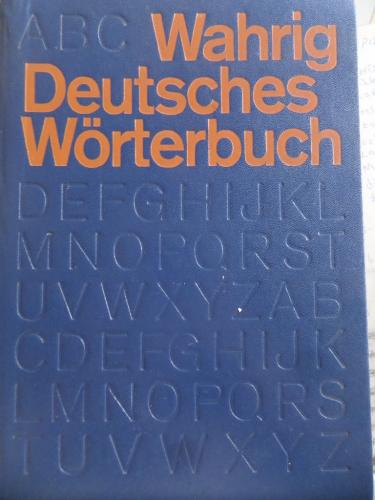 ABC Wahrig
Deutsches
Wörterbuch
DEFGHIJKL
MNOPQRST
UVWXYZAB
CDEFGHIJK
LMNOPQRS
TUVWXYZ